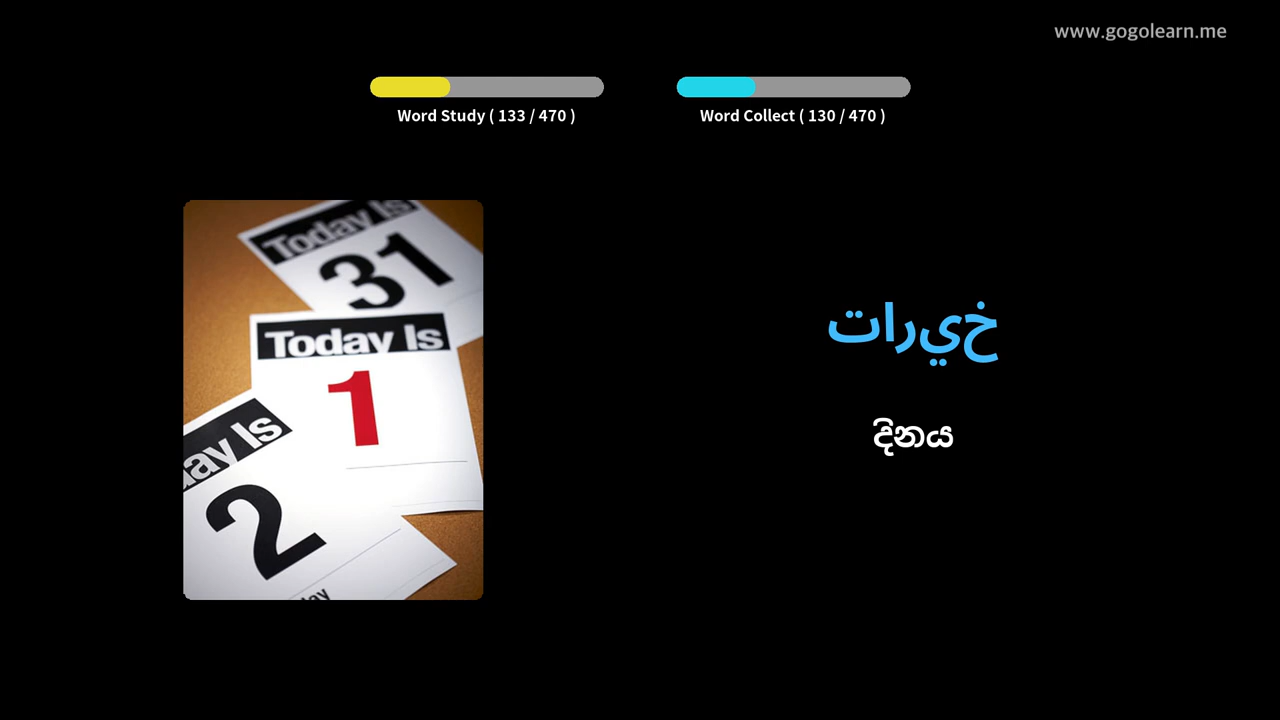 www.gogolearn.me
Word Study ( 133 / 470 )
Word Collect ( 130 / 470 )
Today Is
31
Today Is
1
ay Is
2
تاريخ
දිනය